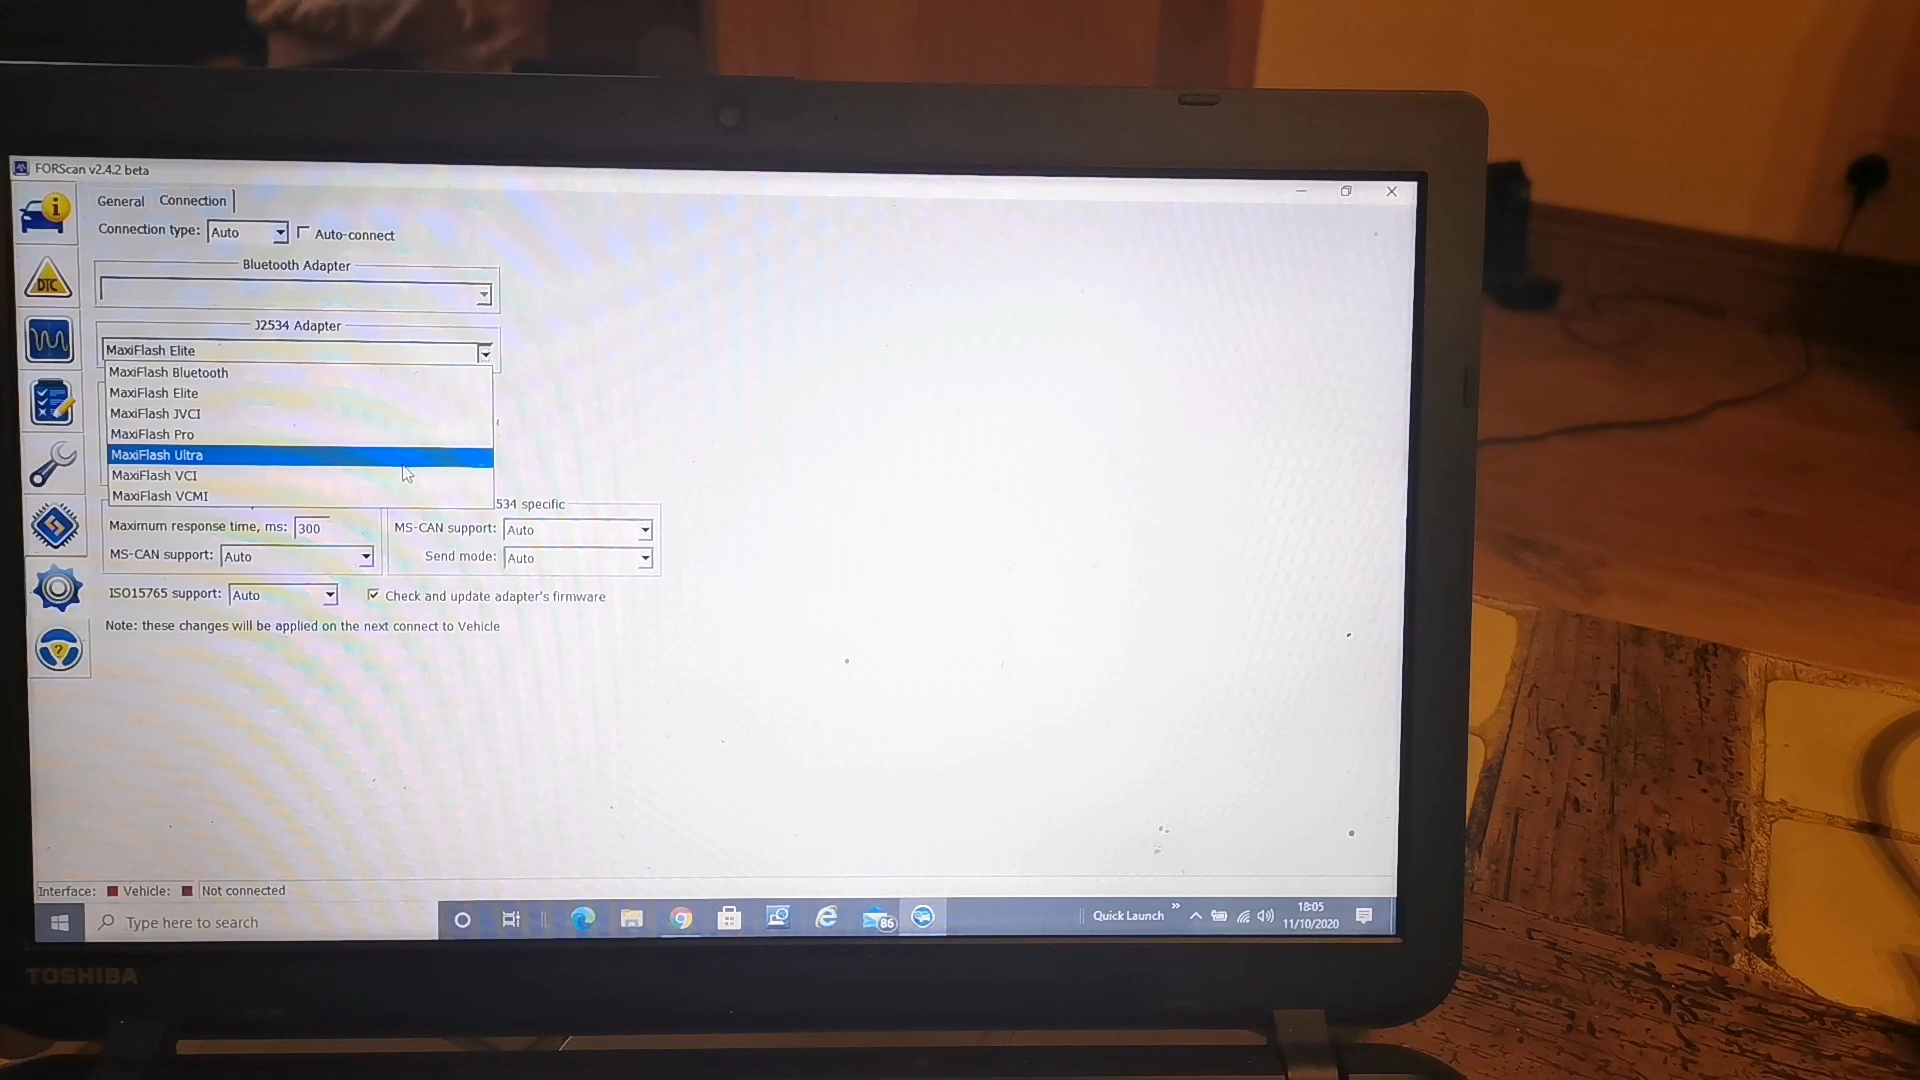 FORScan v2.4.2 beta
General Connection
Connection type: Auto Auto-connect
Bluetooth Adapter
J2534 Adapter
MaxiFlash Elite
MaxiFlash Bluetooth
MaxiFlash Elite
MaxiFlash JVCI
MaxiFlash Pro
MaxiFlash Ultra
MaxiFlash VCI
MaxiFlash VCMI
534 specific
Maximum response time, ms: 300
MS-CAN support: Auto
MS-CAN support: Auto
Send mode: Auto
ISO15765 support: Auto
Check and update adapter's firmware
Note: these changes will be applied on the next connect to Vehicle
DTC
Interface: Vehicle: Not connected
Type here to search
86
Quick Launch
18:05
11/10/2020
TOSHIBA